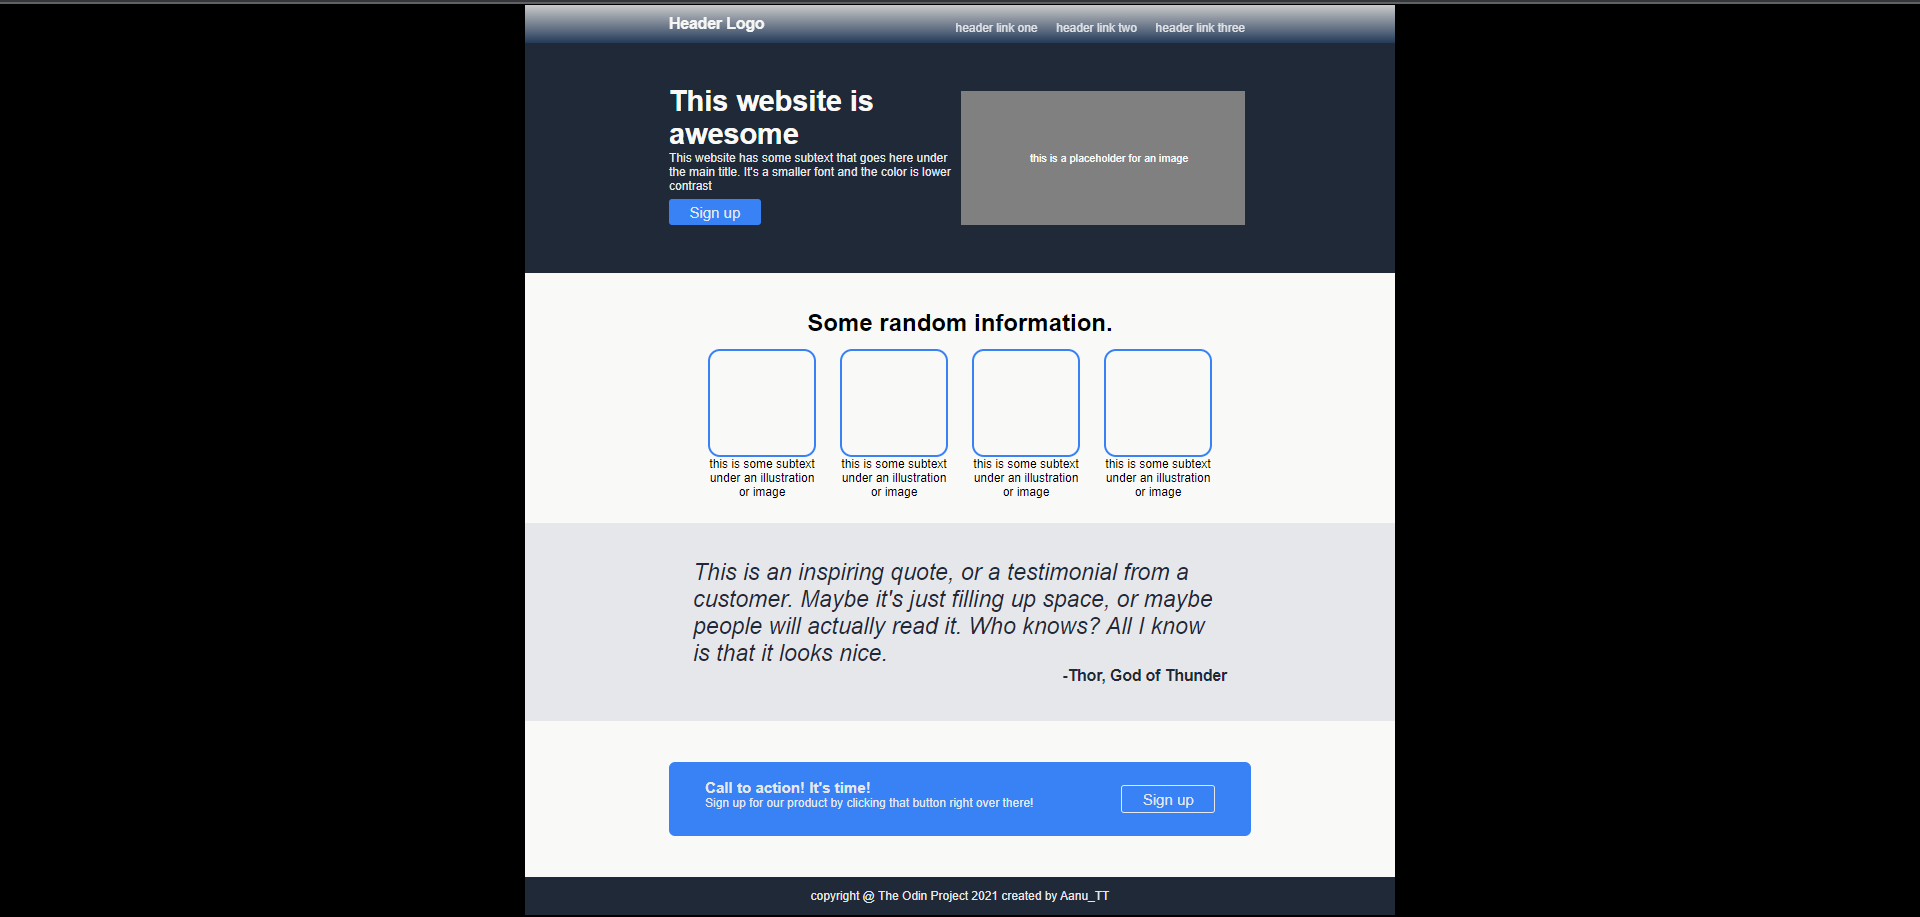 Header Logo
header link one header link two header link three
This website is
awesome
This website has some subtext that goes here under
the main title. It's a smaller font and the color is lower
contrast
Sign up
this is a placeholder for an image
Some random information.
this is some subtext
under an illustration
or image
this is some subtext
under an illustration
or image
this is some subtext
under an illustration
or image
this is some subtext
under an illustration
or image
This is an inspiring quote, or a testimonial from a
customer. Maybe it's just filling up space, or maybe
people will actually read it. Who knows? All I know
is that it looks nice.
-Thor, God of Thunder
Call to action! It's time!
Sign up for our product by clicking that button right over there!
Sign up
copyright @ The Odin Project 2021 created by Aanu_TT